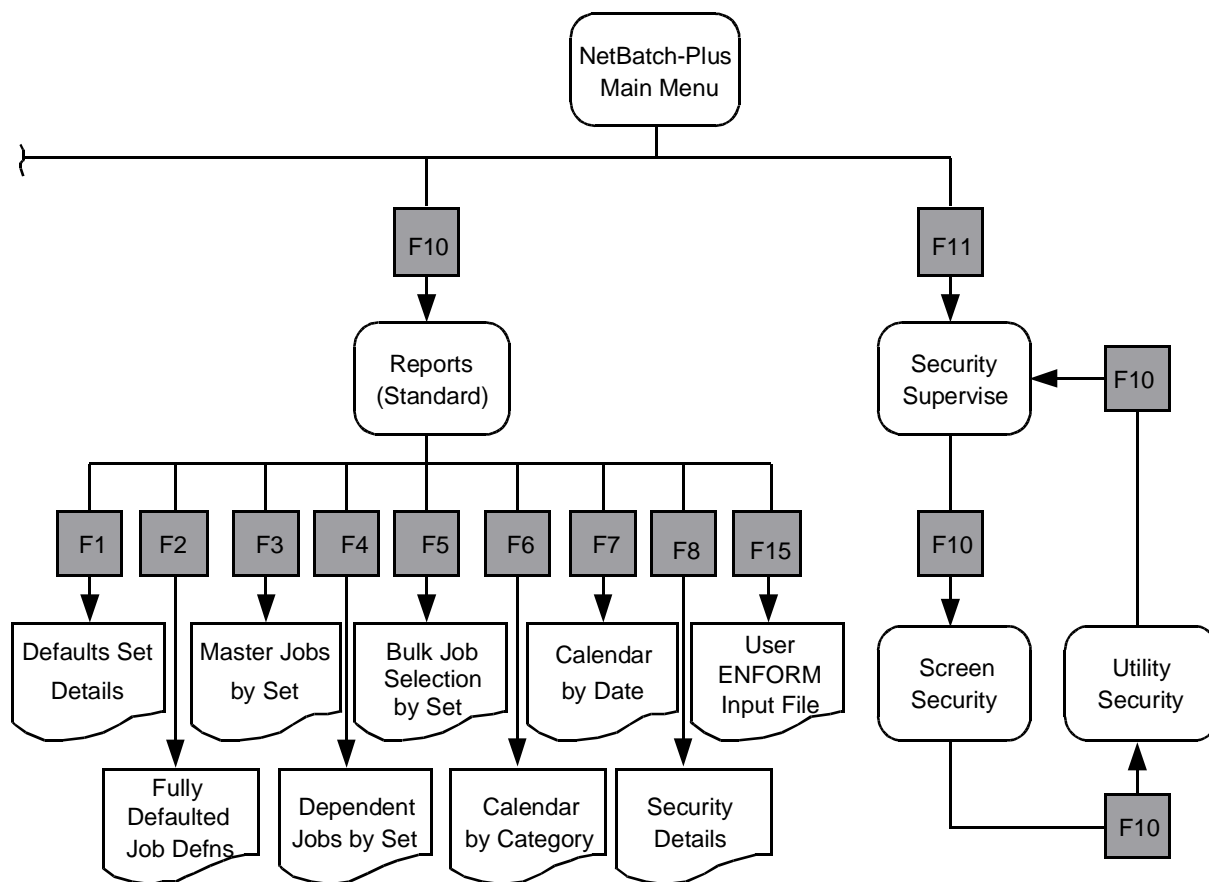 NetBatch-Plus
Main Menu
F10
F11
Reports
(Standard)
Security
Supervise
F10
F1
F2
F3
F4
F5
F6
F7
F8
F15
F10
Defaults Set
Details
Master Jobs
by Set
Bulk Job
Selection
by Set
Calendar
by Date
User
ENFORM
Input File
Screen
Security
Utility
Security
Fully
Defaulted
Job Defns
Dependent
Jobs by Set
Calendar
by Category
Security
Details
F10